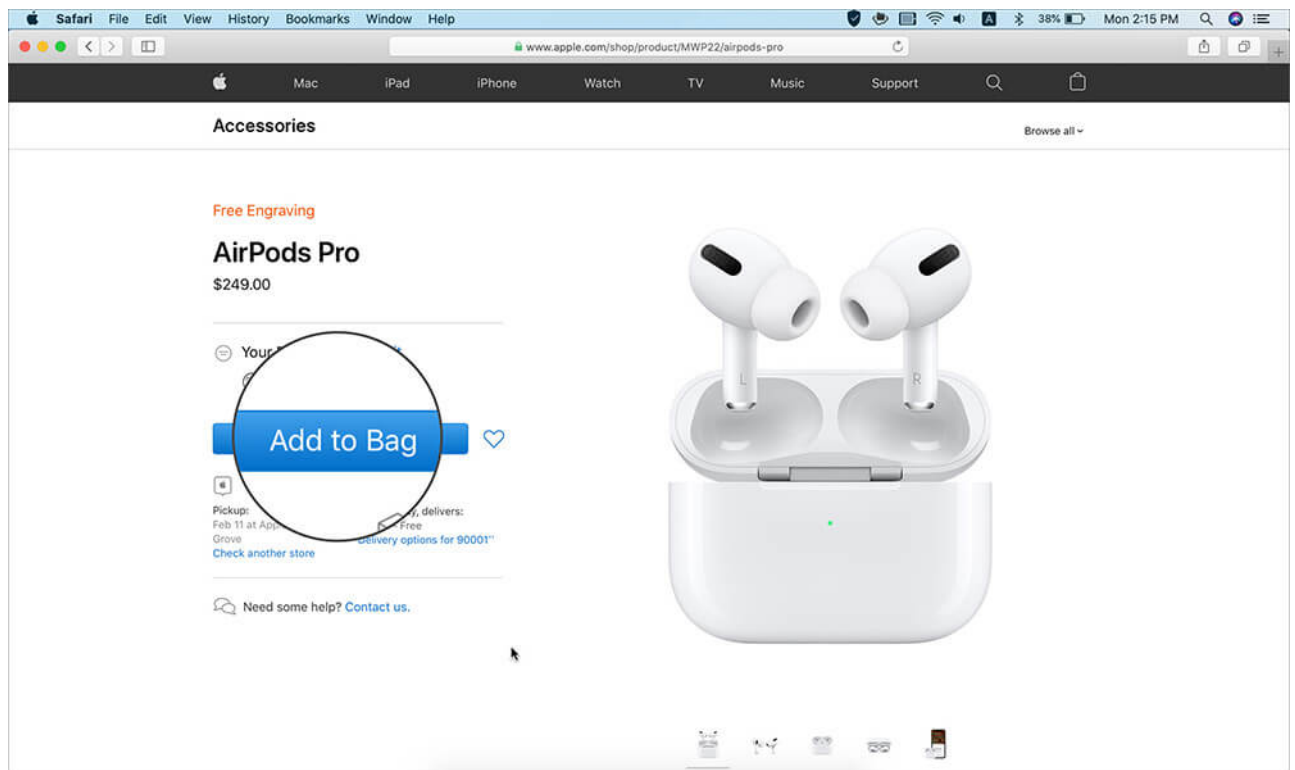 Safari File Edit View History Bookmarks Window Help
38% Mon 2:15 PM
www.apple.com/shop/product/MWP22/airpods-pro
Mac iPad iPhone Watch TV Music Support
Accessories
Browse all
Free Engraving
AirPods Pro
$249.00
Your
Add to Bag
Pickup:
delivers:
Feb 11 at
Free
Grove
Delivery options for 90001"
Check another store
Need some help? Contact us.
L
R